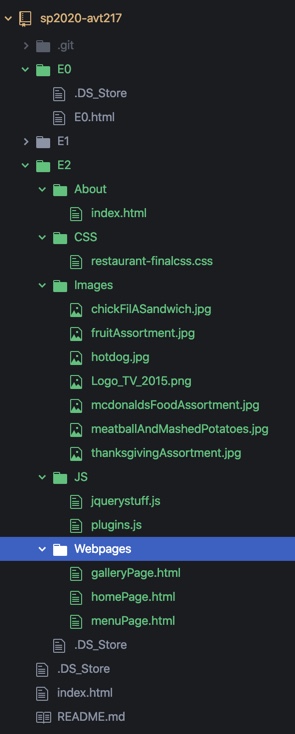 sp2020-avt217
.git
E0
.DS_Store
E0.html
E1
E2
About
index.html
CSS
restaurant-finalcss.css
Images
chickFilASandwich.jpg
fruitAssortment.jpg
hotdog.jpg
Logo_TV_2015.png
mcdonaldsFoodAssortment.jpg
meatballAndMashedPotatoes.jpg
thanksgivingAssortment.jpg
JS
jquerystuff.js
plugins.js
Webpages
galleryPage.html
homePage.html
menuPage.html
.DS_Store
.DS_Store
index.html
README.md